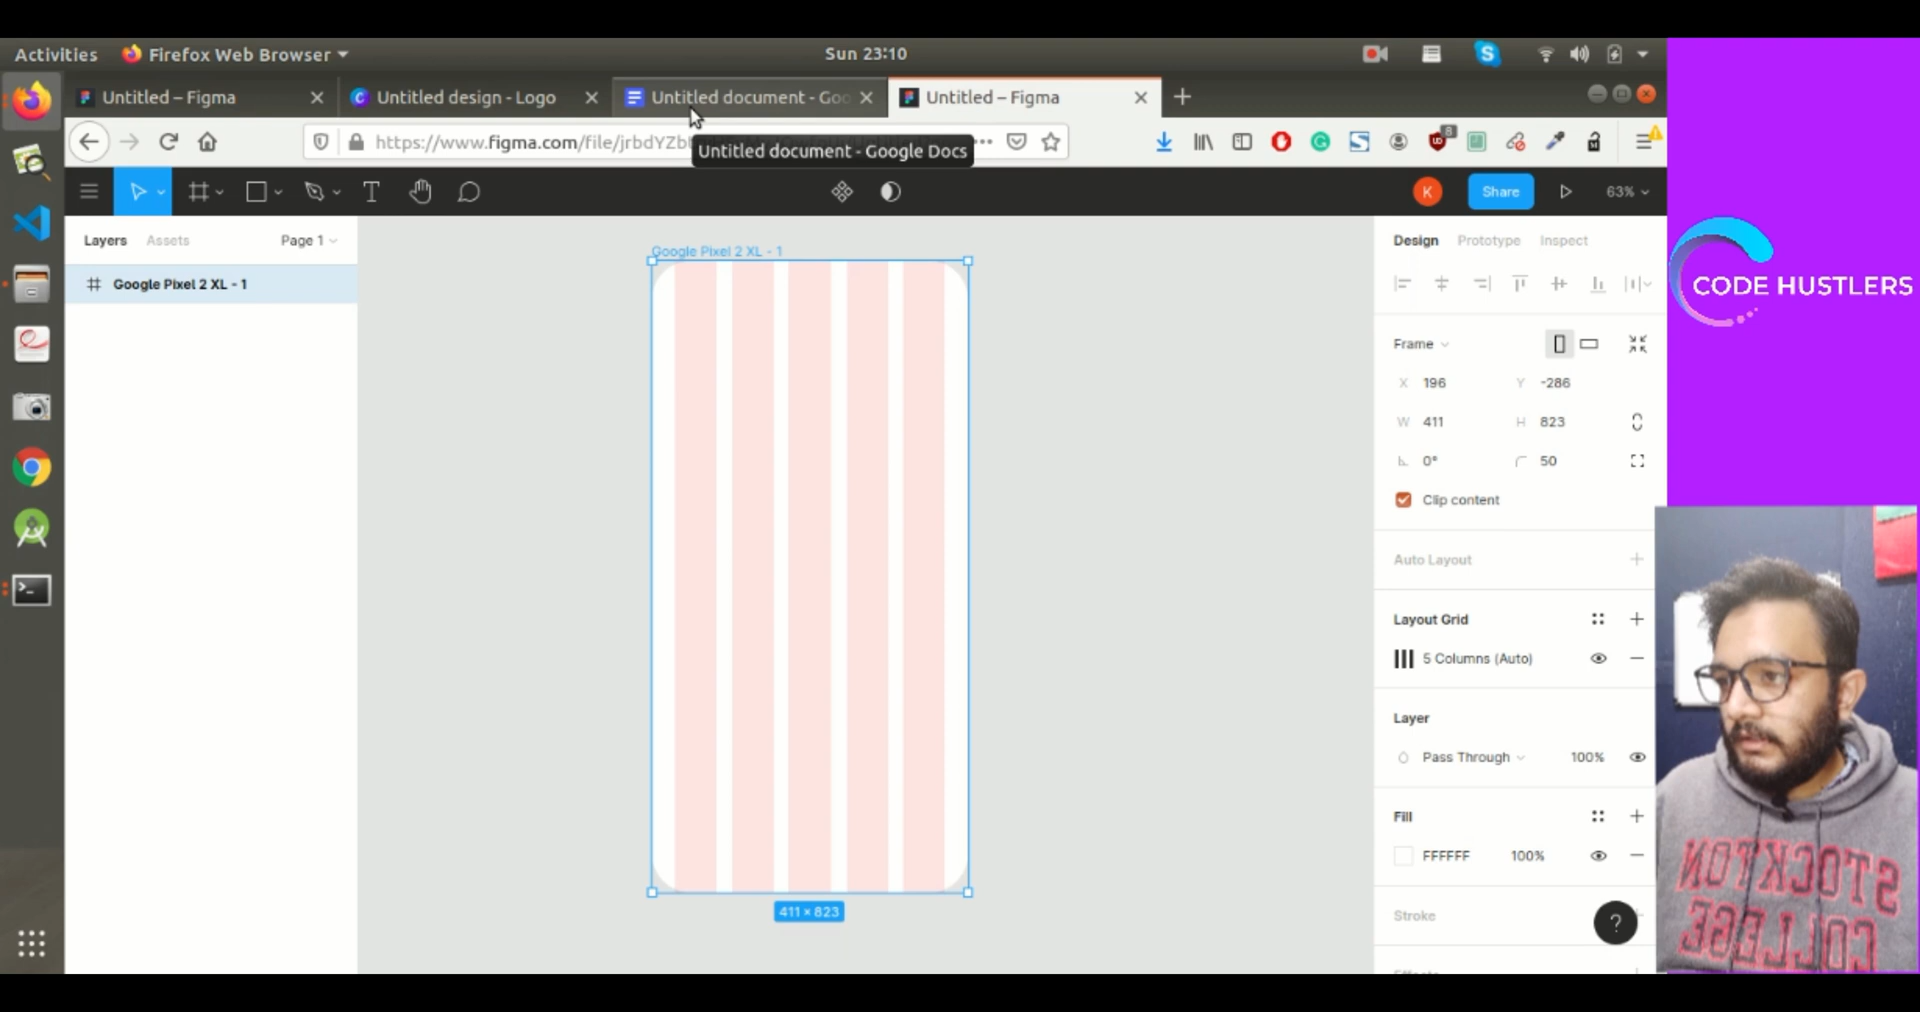 Activities
Firefox Web Browser
Sun 23:10
Untitled – Figma
Untitled design - Logo
Untitled document - Goo
Untitled – Figma
https://www.figma.com/file/jrbdYZb
Untitled document - Google Docs
8
K
Share
63%
Layers
Assets
Page 1
Google Pixel 2 XL - 1
Google Pixel 2 XL - 1
411 × 823
Design
Prototype
Inspect
Frame
X 196
Y -286
W 411
H 823
0°
50
Clip content
Auto Layout
Layout Grid
5 Columns (Auto)
Layer
Pass Through
100%
Fill
FFFFFF
100%
Stroke
?
CODE HUSTLERS
STOCKTON
COLLEGE